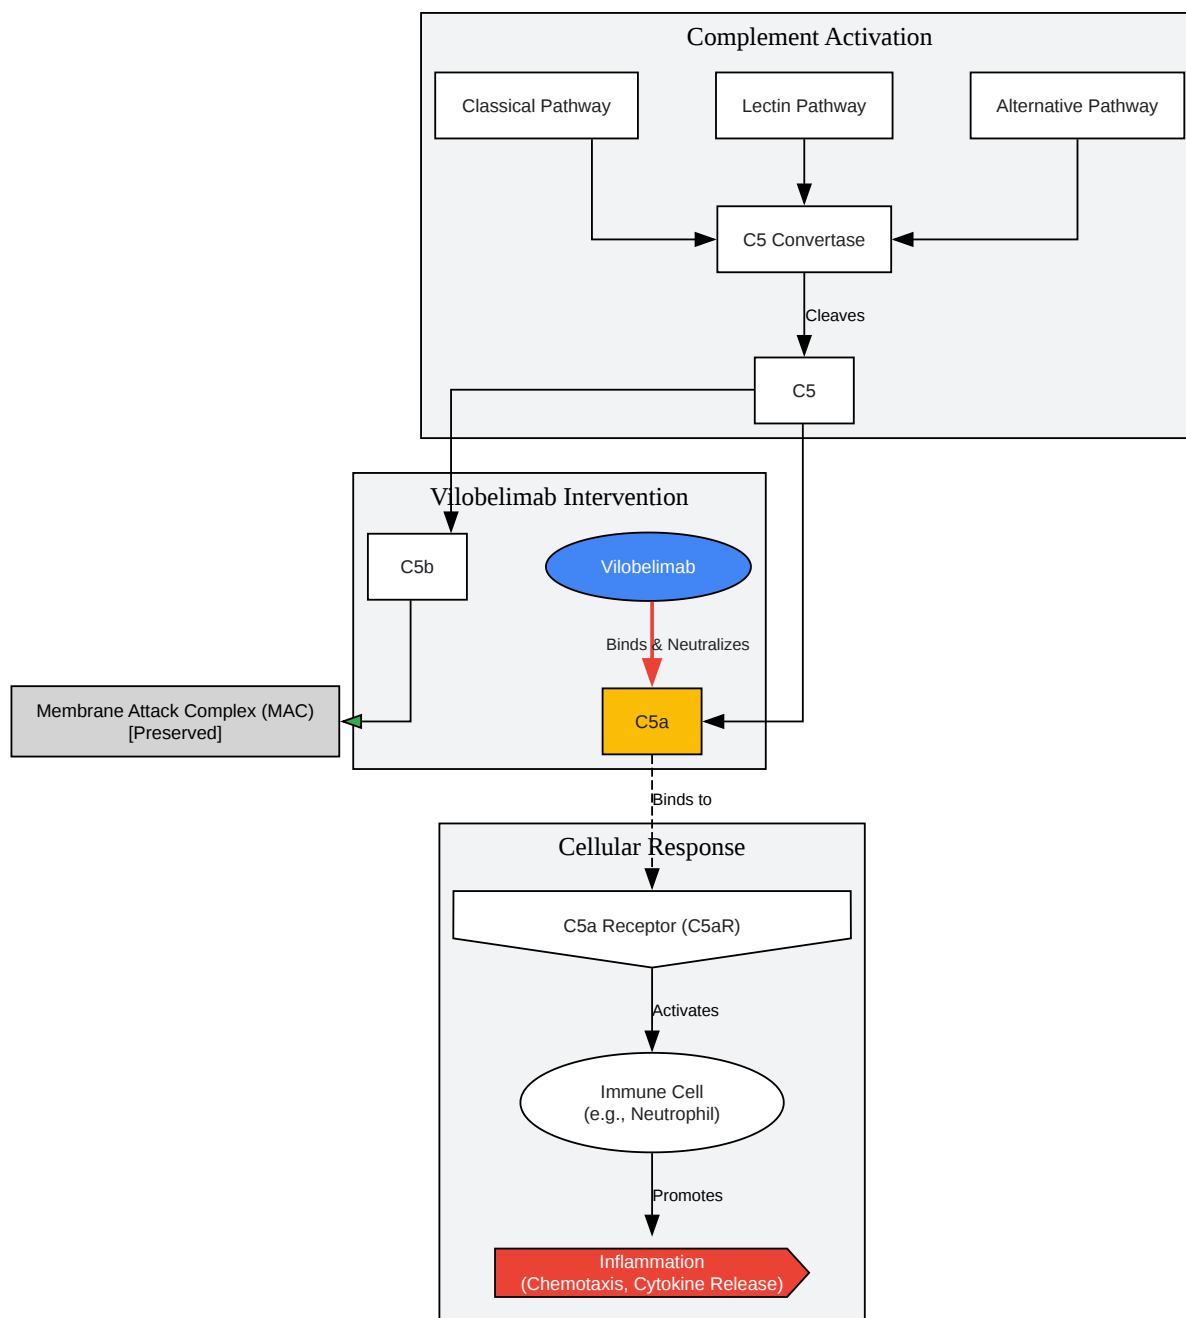 Complement Activation
Classical Pathway
Lectin Pathway
Alternative Pathway
C5 Convertase
Cleaves
C5
Vilobelimab Intervention
C5b
Vilobelimab
Binds & Neutralizes
Membrane Attack Complex (MAC)
[Preserved]
C5a
Binds to
Cellular Response
C5a Receptor (C5aR)
Activates
Immune Cell
(e.g., Neutrophil)
Promotes
Inflammation
(Chemotaxis, Cytokine Release)